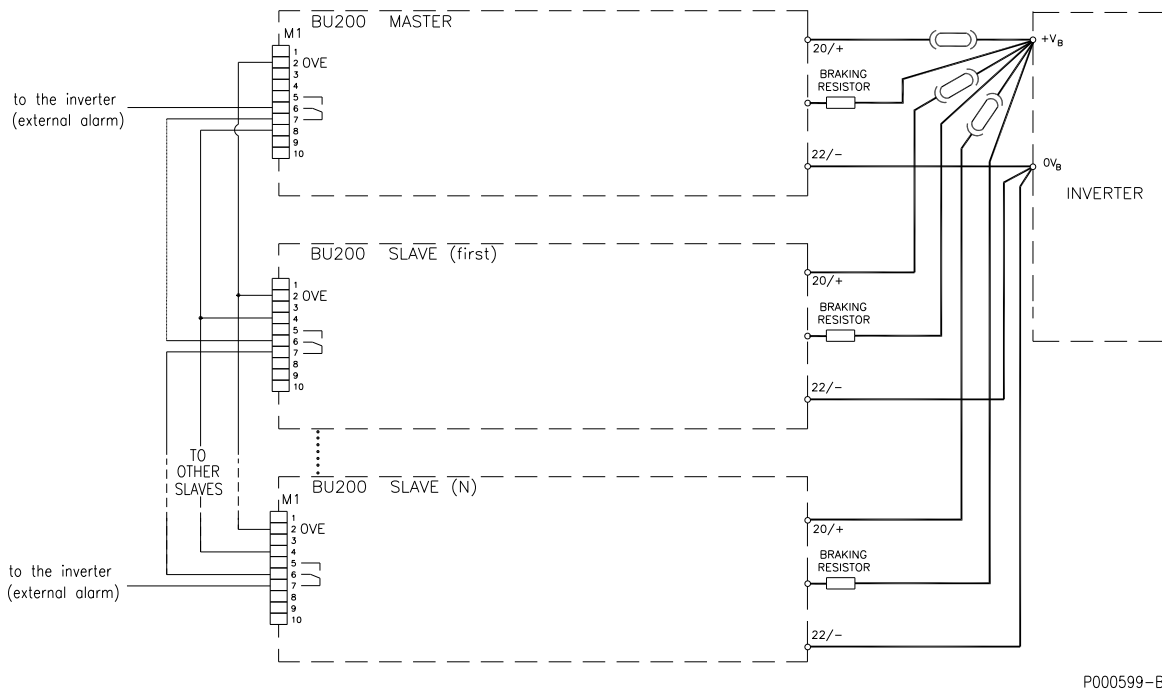 BU200 MASTER
M1
1
2 OVE
3
4
5
6
7
8
9
10
to the inverter
(external alarm)
20/+
BRAKING
RESISTOR
22/-
+VB
0VB
INVERTER
BU200 SLAVE (first)
1
2 OVE
3
4
5
6
7
8
9
10
20/+
BRAKING
RESISTOR
22/-
TO
OTHER
SLAVES
BU200 SLAVE (N)
M1
1
2 OVE
3
4
5
6
7
8
9
10
to the inverter
(external alarm)
20/+
BRAKING
RESISTOR
22/-
P000599-B